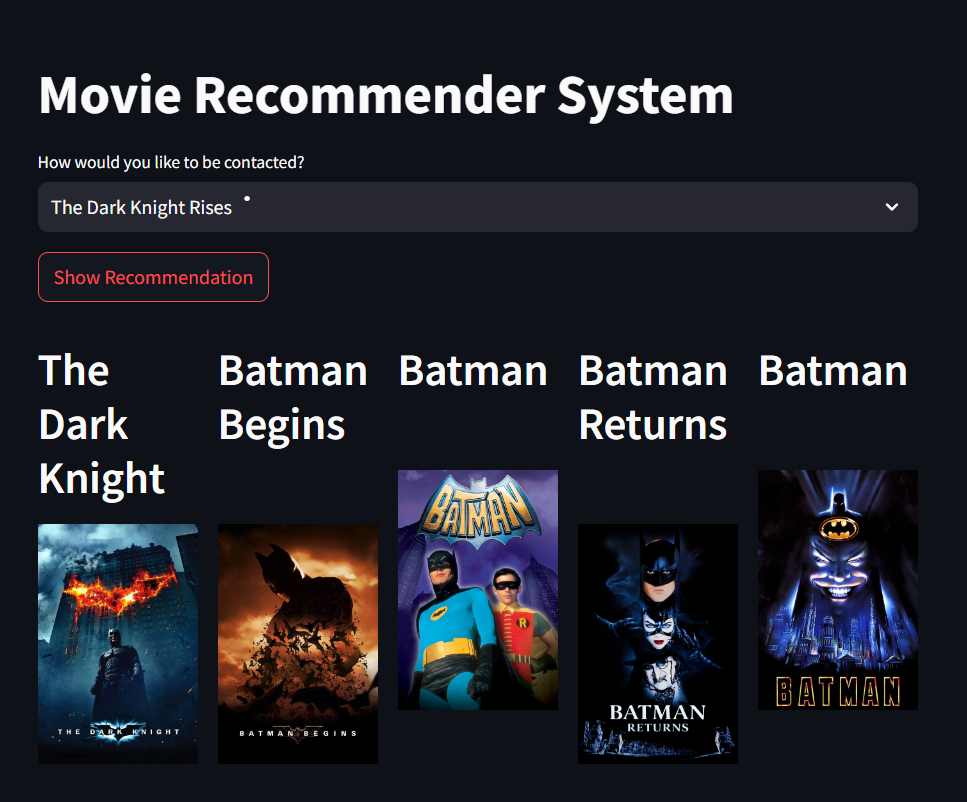 Movie Recommender System
How would you like to be contacted?
The Dark Knight Rises
Show Recommendation
The
Dark
Knight
Batman
Begins
Batman
Batman
Returns
Batman
THE DARK KNIGHT
BATMAN BEGINS
BATMAN
R
BATMAN
RETURNS
BATMAN